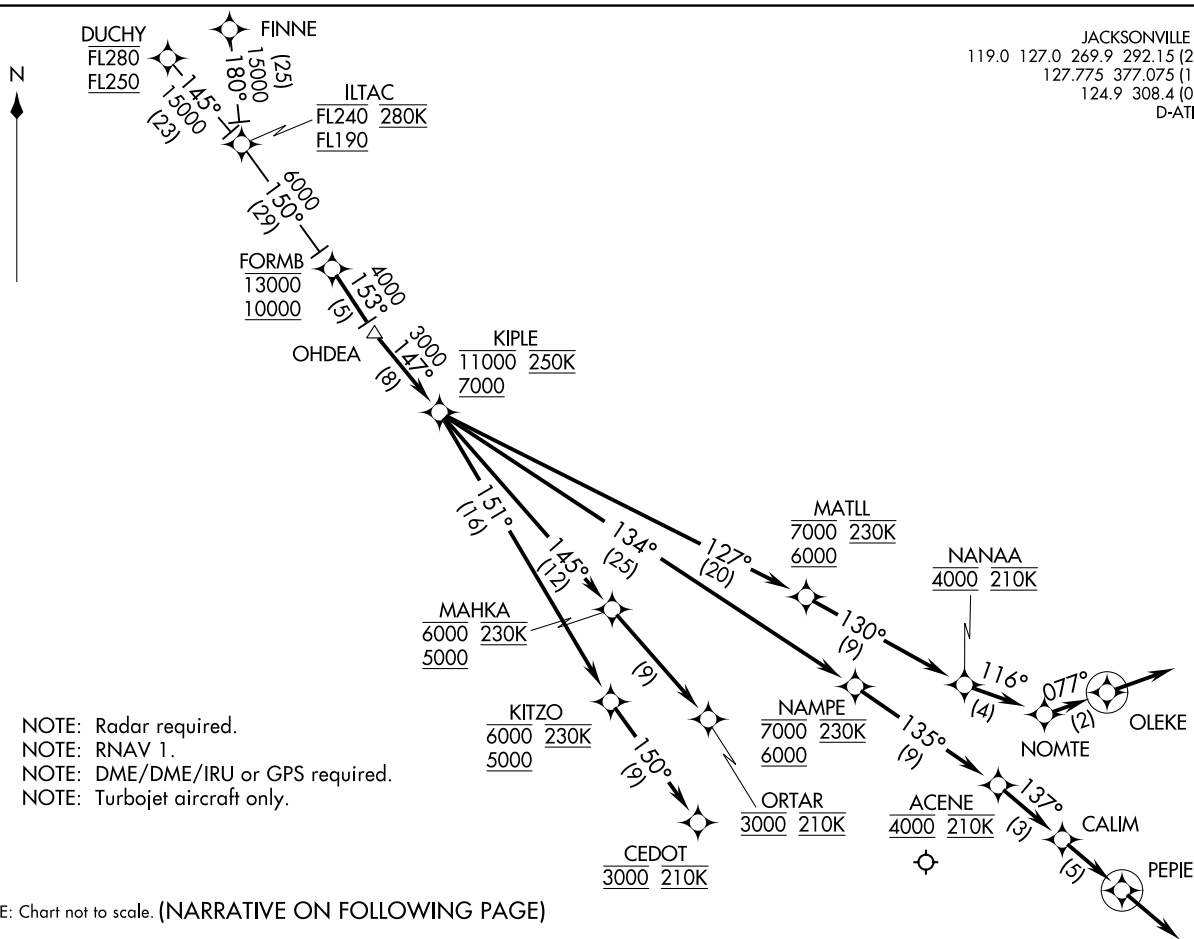 DUCHY
FL280
FL250
FINNE
N
JACKSONVILLE
119.0 127.0 269.9 292.15 (2
127.775 377.075 (1
124.9 308.4 (0
D-ATI
145°
15000
(23)
(25)
15000
180°
ILTAC
FL240 280K
FL190
6000
150°
(29)
FORMB
13000
10000
4000
153°
(5)
OHDEA
3000
147°
(8)
KIPLE
11000 250K
7000
151°
(16)
145°
(12)
134°
(25)
127°
(20)
MATLL
7000 230K
6000
NANAA
4000 210K
130°
(9)
116°
(4)
077°
(2)
OLEKE
NOMTE
MAHKA
6000 230K
5000
(9)
KITZO
6000 230K
5000
150°
(9)
NAMPE
7000 230K
6000
135°
(9)
ORTAR
3000 210K
ACENE
4000 210K
137°
(3)
CALIM
(5)
PEPIE
CEDOT
3000 210K
NOTE: Radar required.
NOTE: RNAV 1.
NOTE: DME/DME/IRU or GPS required.
NOTE: Turbojet aircraft only.
E: Chart not to scale. (NARRATIVE ON FOLLOWING PAGE)